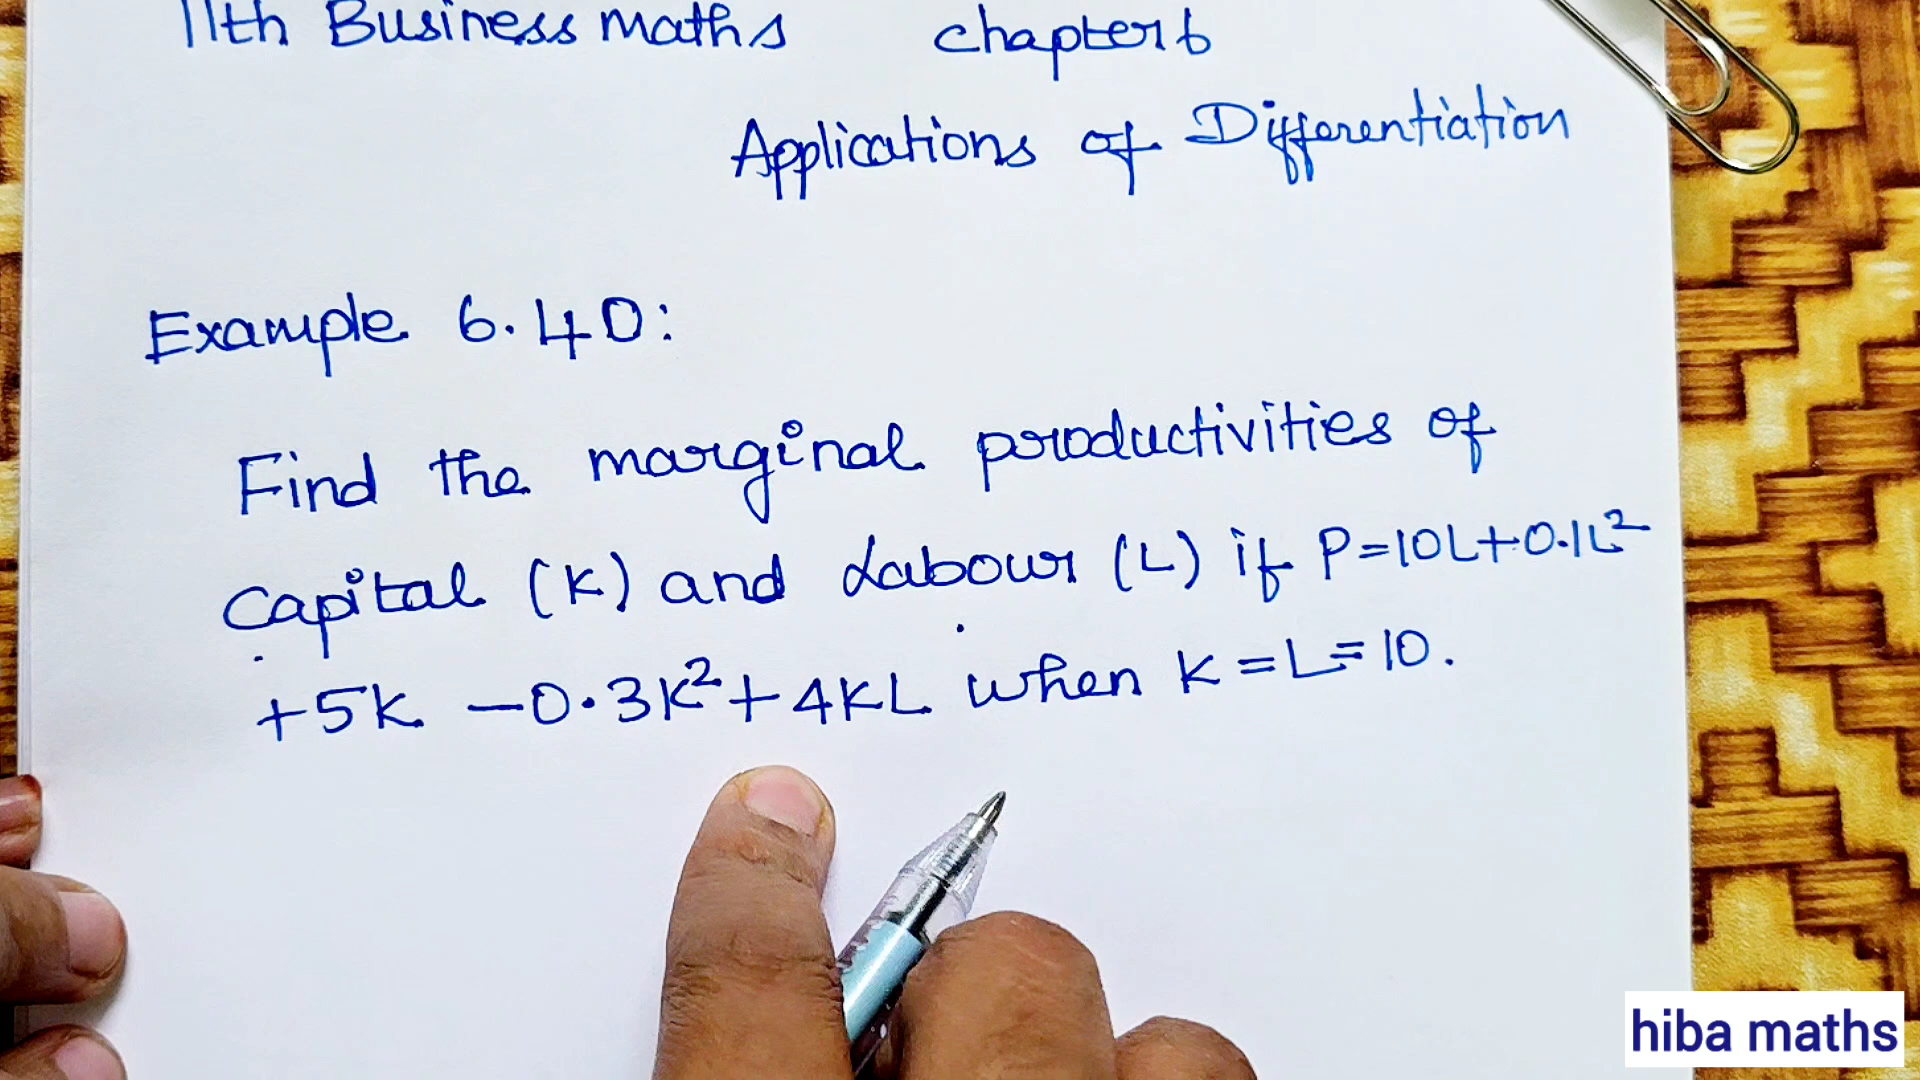 11th Business maths chapter 6
Applications of Differentiation
Example 6.40:
Find the marginal productivities of
Capital (K) and Labour (L) if P=10L+0.1L²
+5K -0.3K²+4KL when K=L=10.
hiba maths